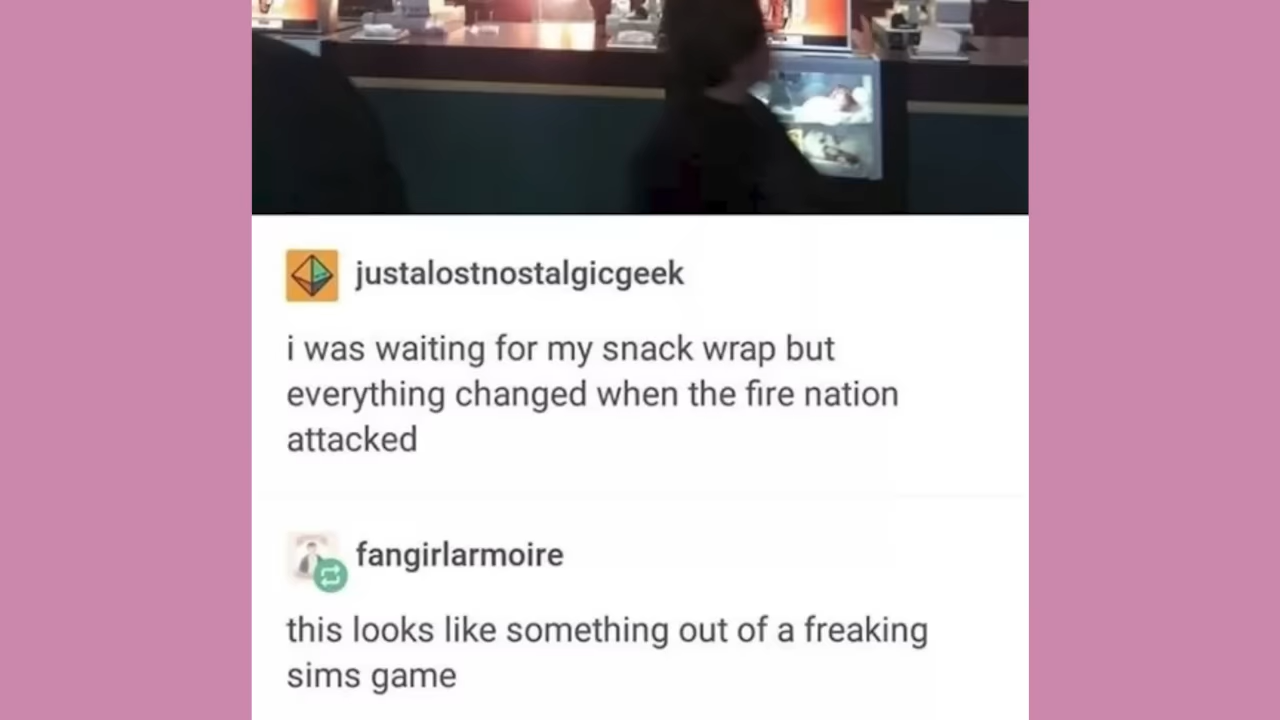 justalostnostalgicgeek
i was waiting for my snack wrap but
everything changed when the fire nation
attacked
fangirlarmoire
this looks like something out of a freaking
sims game